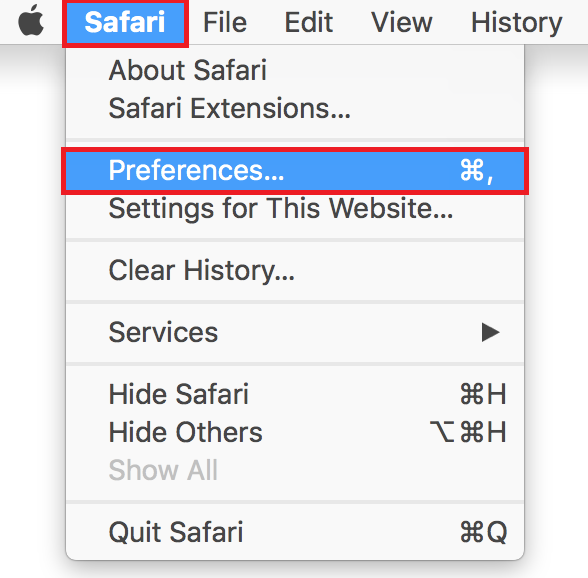 Safari File Edit View History
About Safari
Safari Extensions...
Preferences... ⌘,
Settings for This Website...
Clear History...
Services ▶
Hide Safari ⌘H
Hide Others ⌥⌘H
Show All
Quit Safari ⌘Q